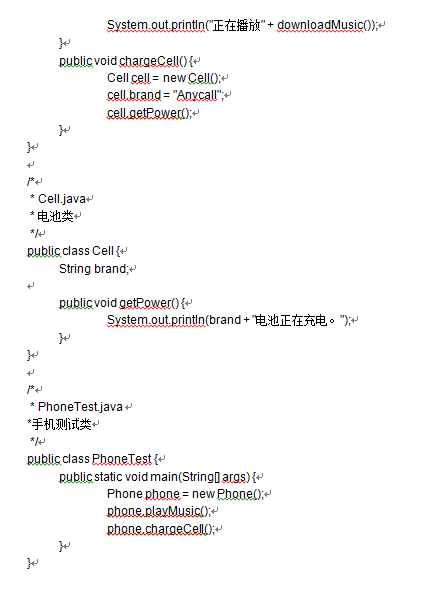 System.out.println("正在播放" + downloadMusic());
}
public void chargeCell() {
Cell cell = new Cell();
cell.brand = "Anycall";
cell.getPower();
}
}
/*
* Cell.java
* 电池类
*/
public class Cell {
String brand;
public void getPower() {
System.out.println(brand + "电池正在充电。");
}
}
/*
* PhoneTest.java
*手机测试类
*/
public class PhoneTest {
public static void main(String[] args) {
Phone phone = new Phone();
phone.playMusic();
phone.chargeCell();
}
}